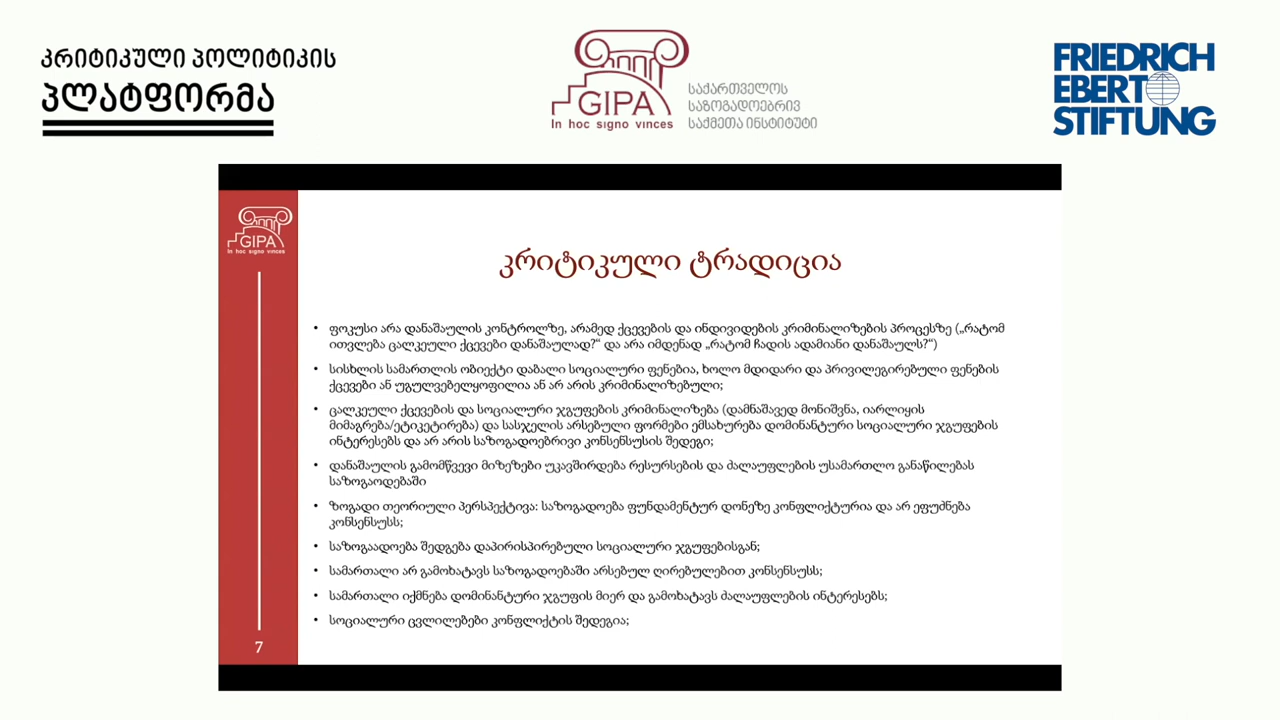 კრიტიკული პოლიტიკის
პლატფორმა
GIPA
In hoc signo vinces
საქართველოს
საზოგადოებრივ
საქმეთა ინსტიტუტი
FRIEDRICH
EBERT
STIFTUNG
GIPA
In hoc signo vinces
კრიტიკული ტრადიცია
• ფოკუსი არა დანაშაულის კონტროლზე, არამედ ქცევების და ინდივიდების კრიმინალიზების პროცესზე („რატომ
ითვლება ცალკეული ქცევები დანაშაულად?“ და არა იმდენად „რატომ ჩადის ადამიანი დანაშაულს?“)
• სისხლის სამართლის ობიექტი დაბალი სოციალური ფენებია, ხოლო მდიდარი და პრივილეგირებული ფენების
ქცევები ან უგულვებელყოფილია ან არ არის კრიმინალიზებული;
• ცალკეული ქცევების და სოციალური ჯგუფების კრიმინალიზება (დამნაშავედ მონიშვნა, იარლიყის
მიმაგრება/ეტიკეტირება) და სასჯელის არსებული ფორმები ემსახურება დომინანტური სოციალური ჯგუფების
ინტერესებს და არ არის საზოგადოებრივი კონსენსუსის შედეგი;
• დანაშაულის გამომწვევი მიზეზები უკავშირდება რესურსების და ძალაუფლების უსამართლო განაწილებას
საზოგაოდებაში
• ზოგადი თეორიული პერსპექტივა: საზოგადოება ფუნდამენტურ დონეზე კონფლიქტურია და არ ეფუძნება
კონსენსუსს;
• საზოგაადოება შედგება დაპირისპირებული სოციალური ჯგუფებისგან;
• სამართალი არ გამოხატავს საზოგადოებაში არსებულ ღირებულებით კონსენსუსს;
• სამართალი იქმნება დომინანტური ჯგუფის მიერ და გამოხატავს ძალაუფლების ინტერესებს;
• სოციალური ცვლილებები კონფლიქტის შედეგია;
7